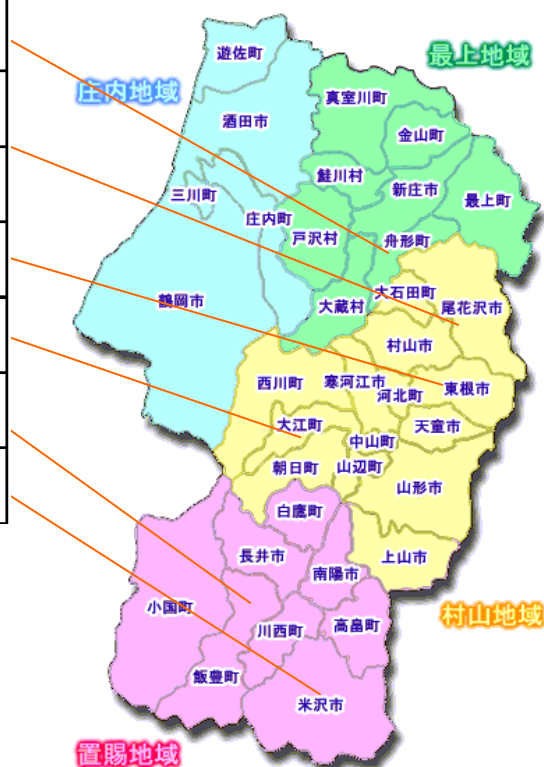 遊佐町
最上地域
庄内地域
真室川町
酒田市
金山町
鮭川村
新庄市
三川町
最上町
庄内町
戸沢村
舟形町
大石田町
鶴岡市
大蔵村
尾花沢市
村山市
西川町
寒河江市
東根市
河北町
大江町
天童市
中山町
朝日町
山辺町
山形市
白鷹町
長井市
上山市
南陽市
小国町
村山地域
川西町
高畠町
飯豊町
米沢市
置賜地域